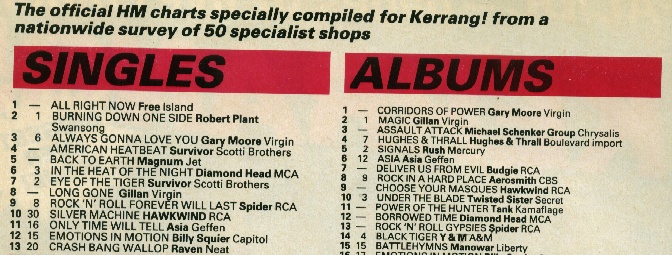 The official HM charts specially compiled for Kerrang! from a
nationwide survey of 50 specialist shops
SINGLES
1 — ALL RIGHT NOW Free Island
2 1 BURNING DOWN ONE SIDE Robert Plant
Swansong
3 6 ALWAYS GONNA LOVE YOU Gary Moore Virgin
4 — AMERICAN HEATBEAT Survivor Scotti Brothers
5 — BACK TO EARTH Magnum Jet
6 3 IN THE HEAT OF THE NIGHT Diamond Head MCA
7 2 EYE OF THE TIGER Survivor Scotti Brothers
8 — LONG GONE Gillan Virgin
9 8 ROCK 'N' ROLL FOREVER WILL LAST Spider RCA
10 30 SILVER MACHINE HAWKWIND RCA
11 16 ONLY TIME WILL TELL Asia Geffen
12 15 EMOTIONS IN MOTION Billy Squier Capitol
13 20 CRASH BANG WALLOP Raven Neat
ALBUMS
1 — CORRIDORS OF POWER Gary Moore Virgin
2 1 MAGIC Gillan Virgin
3 — ASSAULT ATTACK Michael Schenker Group Chrysalis
4 7 HUGHES & THRALL Hughes & Thrall Boulevard import
5 2 SIGNALS Rush Mercury
6 12 ASIA Asia Geffen
7 — DELIVER US FROM EVIL Budgie RCA
8 9 ROCK IN A HARD PLACE Aerosmith CBS
9 — CHOOSE YOUR MASQUES Hawkwind RCA
10 3 UNDER THE BLADE Twisted Sister Secret
11 — POWER OF THE HUNTER Tank Kamaflage
12 — BORROWED TIME Diamond Head MCA
13 — ROCK 'N' ROLL GYPSIES Spider RCA
14 4 BLACK TIGER Y & M A&M
15 15 BATTLEHYMNS Manowar Liberty